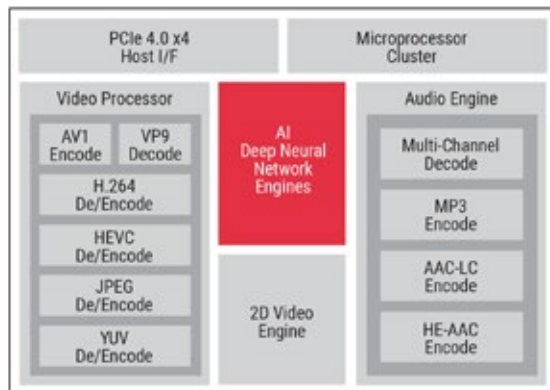 PCIe 4.0 x4
Host I/F
Microprocessor
Cluster
Video Processor
AV1
Encode
VP9
Decode
H.264
De/Encode
HEVC
De/Encode
JPEG
De/Encode
YUV
De/Encode
AI
Deep Neural
Network
Engines
2D Video
Engine
Audio Engine
Multi-Channel
Decode
MP3
Encode
AAC-LC
Encode
HE-AAC
Encode